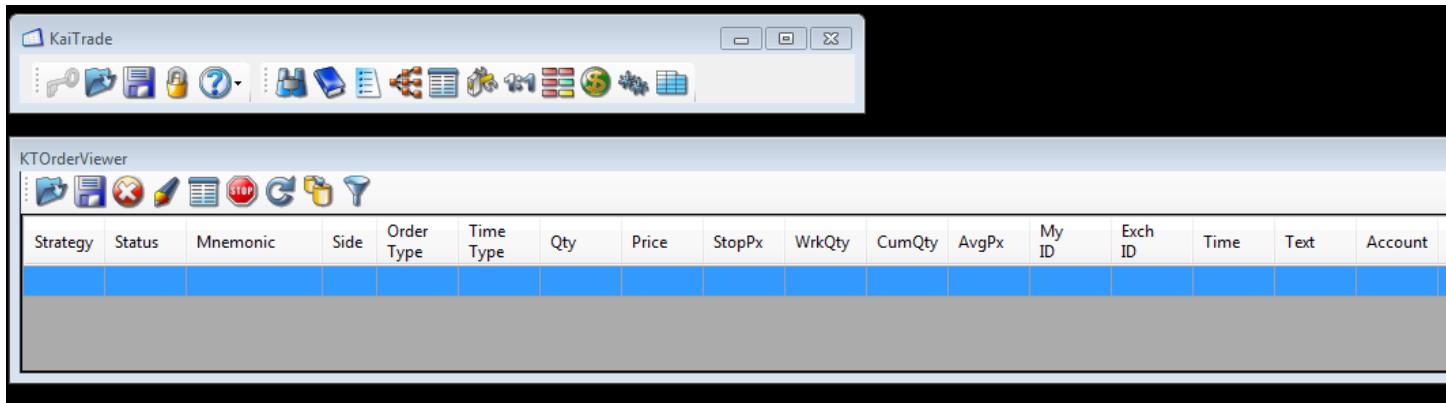 KaiTrade
KTOrderViewer
STOP
Strategy Status Mnemonic Side Order Type Time Type Qty Price StopPx WrkQty CumQty AvgPx My ID Exch ID Time Text Account